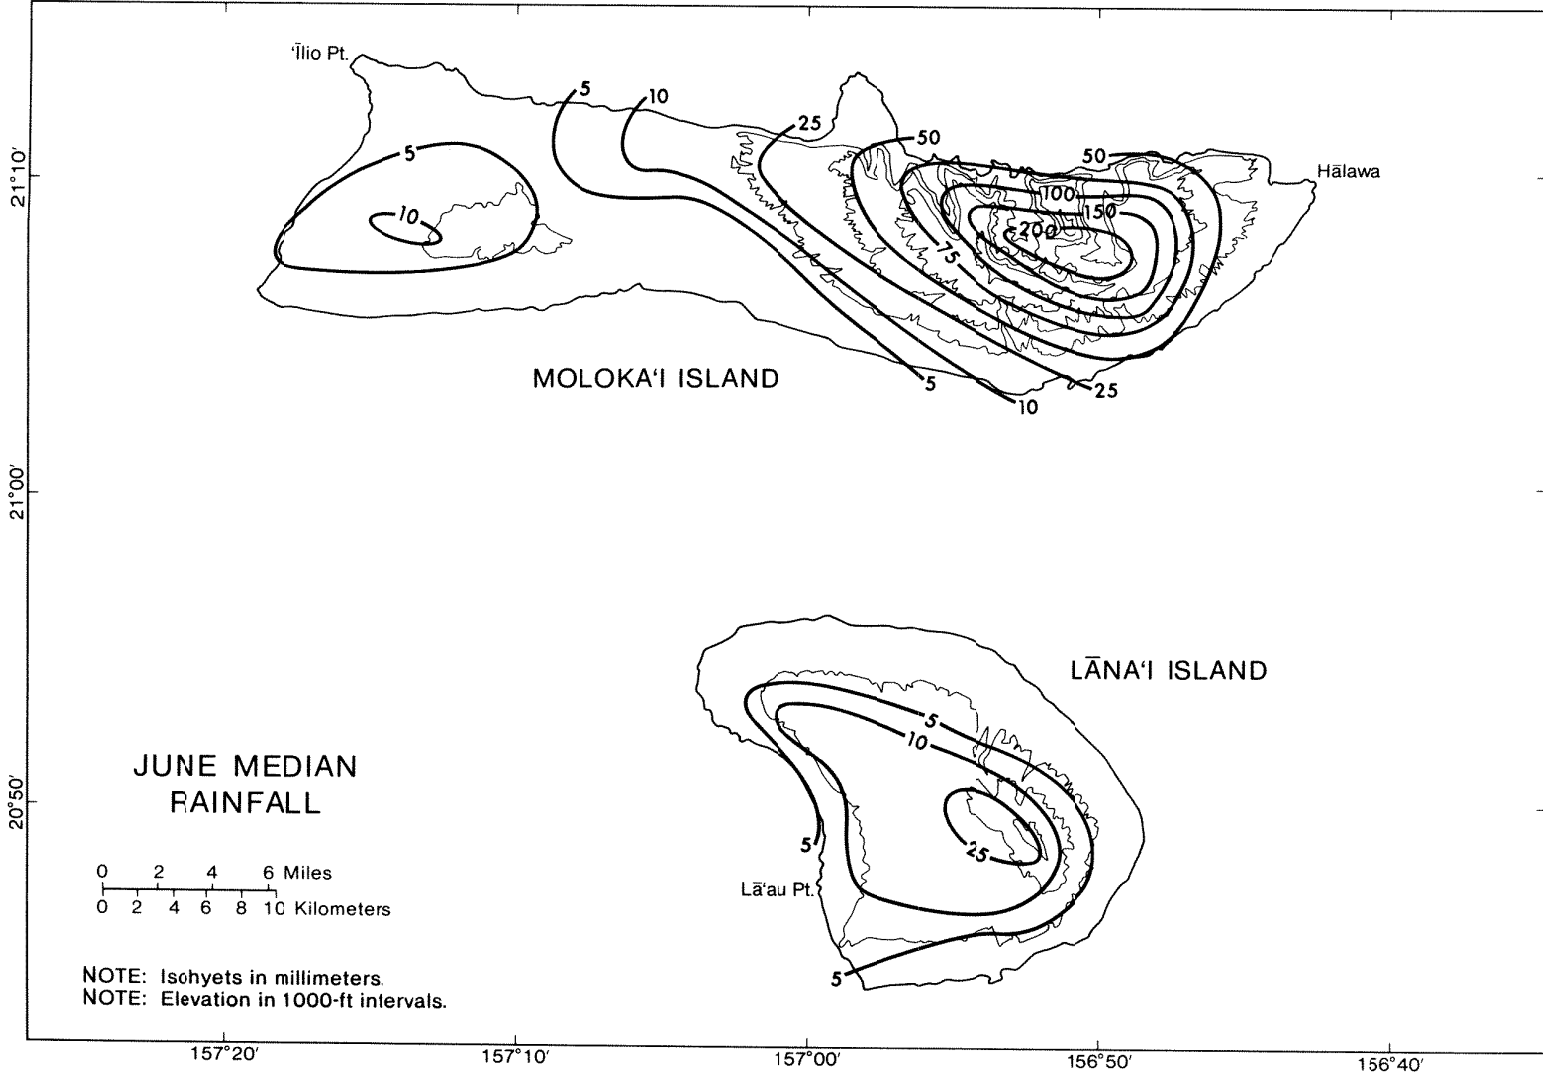 ʻĪlio Pt.
5
10
25
50
50
5
10
100
150
200
75
Hālawa
21°10′
MOLOKAʻI ISLAND
5
10
25
21°00′
LĀNAʻI ISLAND
5
10
25
5
5
Lāʻau Pt.
20°50′
JUNE MEDIAN
RAINFALL
0 2 4 6 Miles
0 2 4 6 8 10 Kilometers
NOTE: Isohyets in millimeters.
NOTE: Elevation in 1000-ft intervals.
157°20′ 157°10′ 157°00′ 156°50′ 156°40′